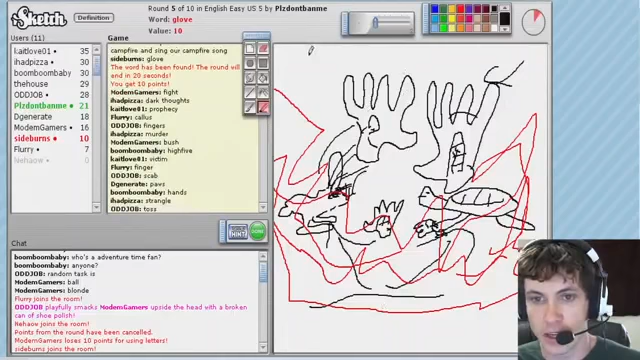 iSketch
Definition
Round 5 of 10 in English Easy US 5 by Plzdontbanme
Word: glove
Value: 10
Users (11)
kaitlove01 • 35
ihadpizza • 30
boomboombaby 30
thehouse 29
ODDJOB • 28
Plzdontbanme • 21
Dgenerate 18
ModemGamers • 16
sideburns • 10
Flurry • 7
Nehaow • 0
Game
campfire and sing our campfire song
sideburns: glove
The word has been found! The round will
end in 20 seconds!
You get 10 points!
ModemGamers: fight
ihadpizza: dark thoughts
kaitlove01: prophecy
Flurry: callus
ODDJOB: fingers
ihadpizza: murder
ModemGamers: bush
boomboombaby: highfive
kaitlove01: victim
Flurry: finger
ODDJOB: scab
Dgenerate: paws
boomboombaby: hands
ihadpizza: strangle
ODDJOB: toss
HINT
DONE
Chat
boomboombaby: who's a adventure time fan?
boomboombaby: anyone?
ODDJOB: random task is
ModemGamers: ball
ModemGamers: blonde
Flurry joins the room!
ODDJOB playfully smacks ModemGamers upside the head with a broken
can of shoe polish!
Nehaow joins the room!
Points from the round have been cancelled.
ModemGamers loses 10 points for using letters!
sideburns joins the room!